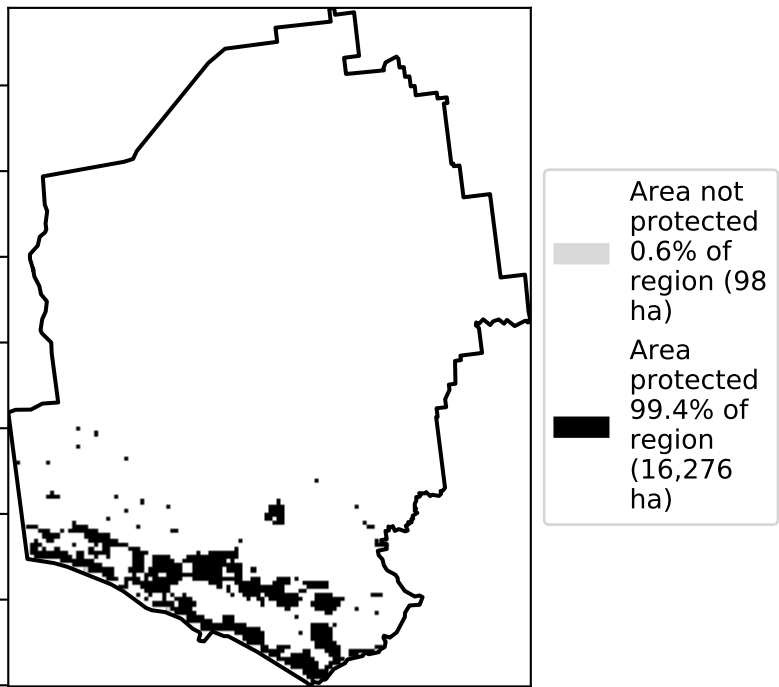 Area not
protected
0.6% of
region (98
ha)
Area
protected
99.4% of
region
(16,276
ha)